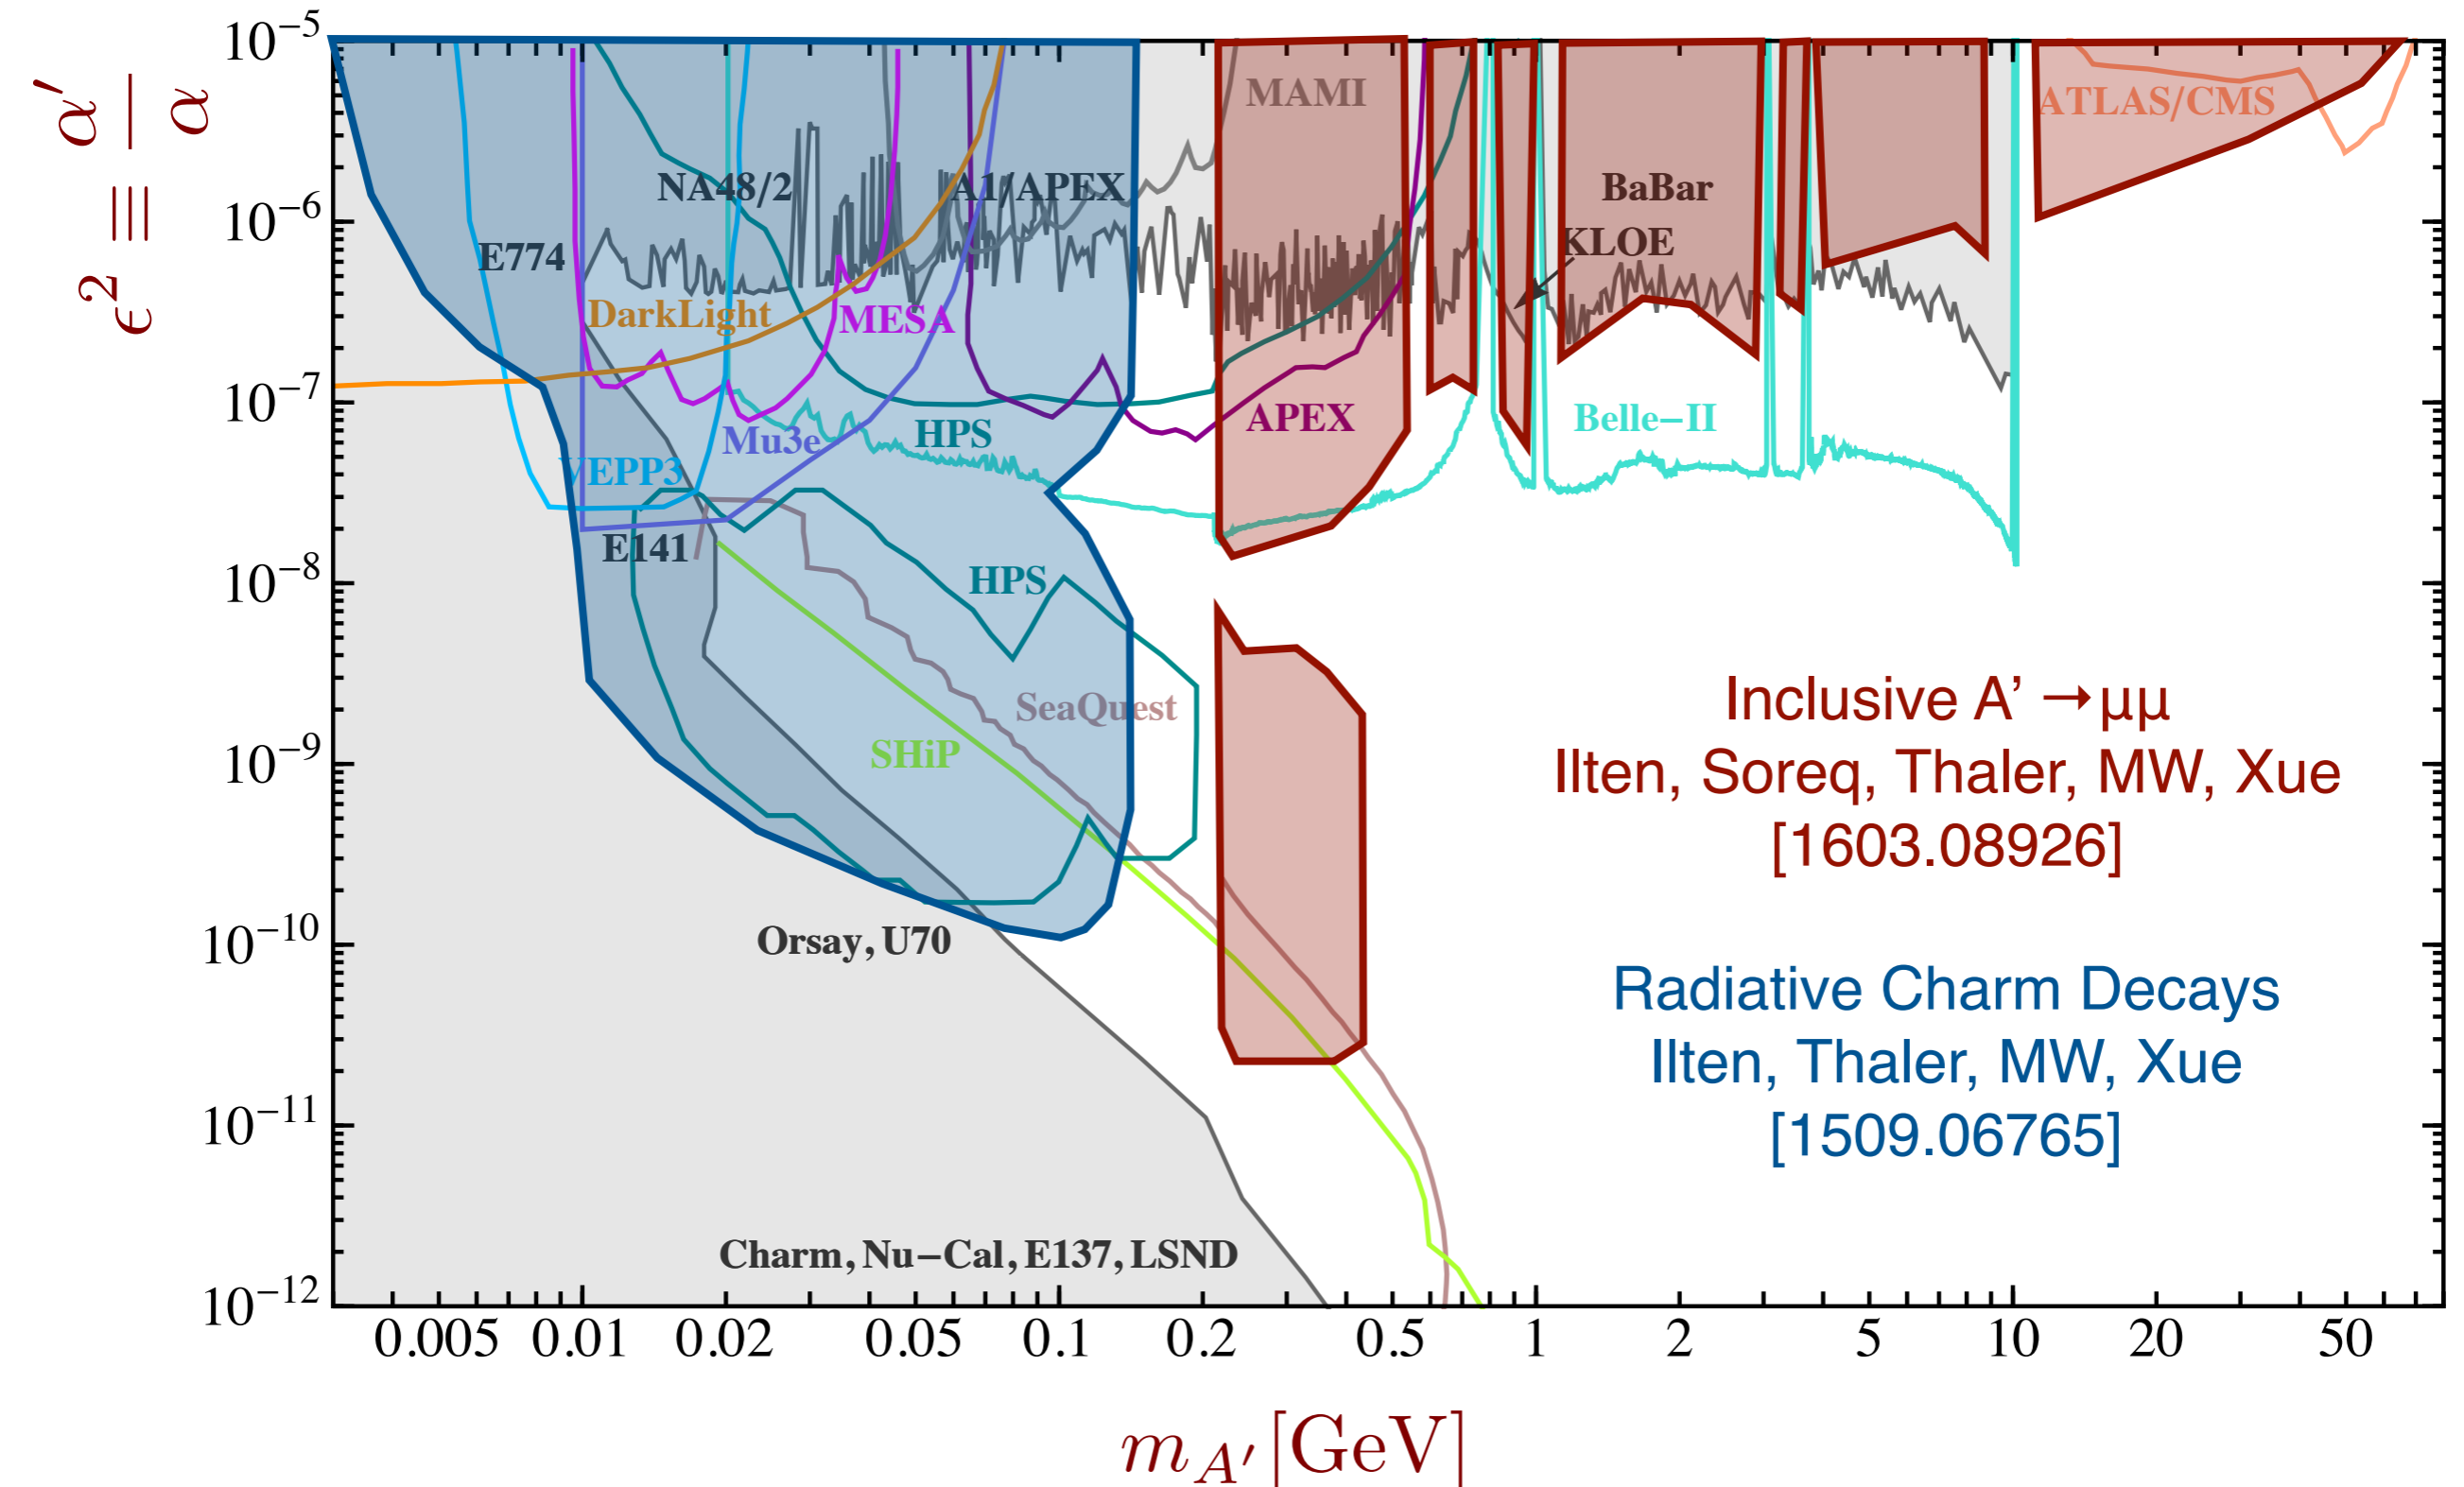 ϵ² ≡ α′/α
10⁻⁵
10⁻⁶
10⁻⁷
10⁻⁸
10⁻⁹
10⁻¹⁰
10⁻¹¹
10⁻¹²
MAMI
ATLAS/CMS
NA48/2
A1/APEX
BaBar
E774
KLOE
DarkLight
MESA
Mu3e
HPS
APEX
Belle−II
VEPP3
E141
HPS
SeaQuest
SHiP
Orsay, U70
Charm, Nu−Cal, E137, LSND
Inclusive A’ →μμ
Ilten, Soreq, Thaler, MW, Xue
[1603.08926]
Radiative Charm Decays
Ilten, Thaler, MW, Xue
[1509.06765]
0.005 0.01 0.02 0.05 0.1 0.2 0.5 1 2 5 10 20 50
m_A′ [GeV]